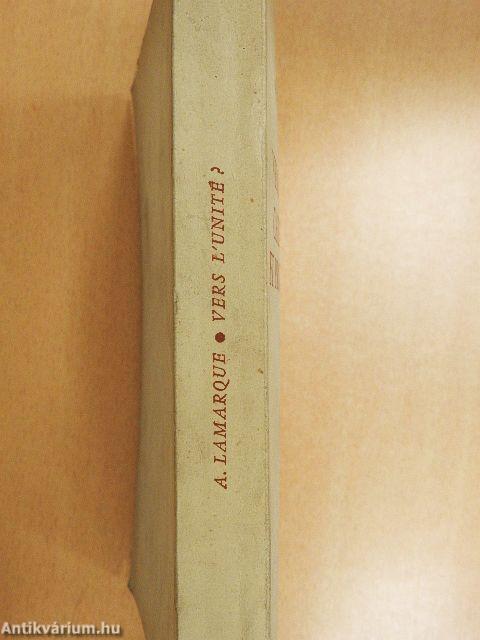 A. LAMARQUE • VERS L'UNITÉ ?
Antikvárium.hu